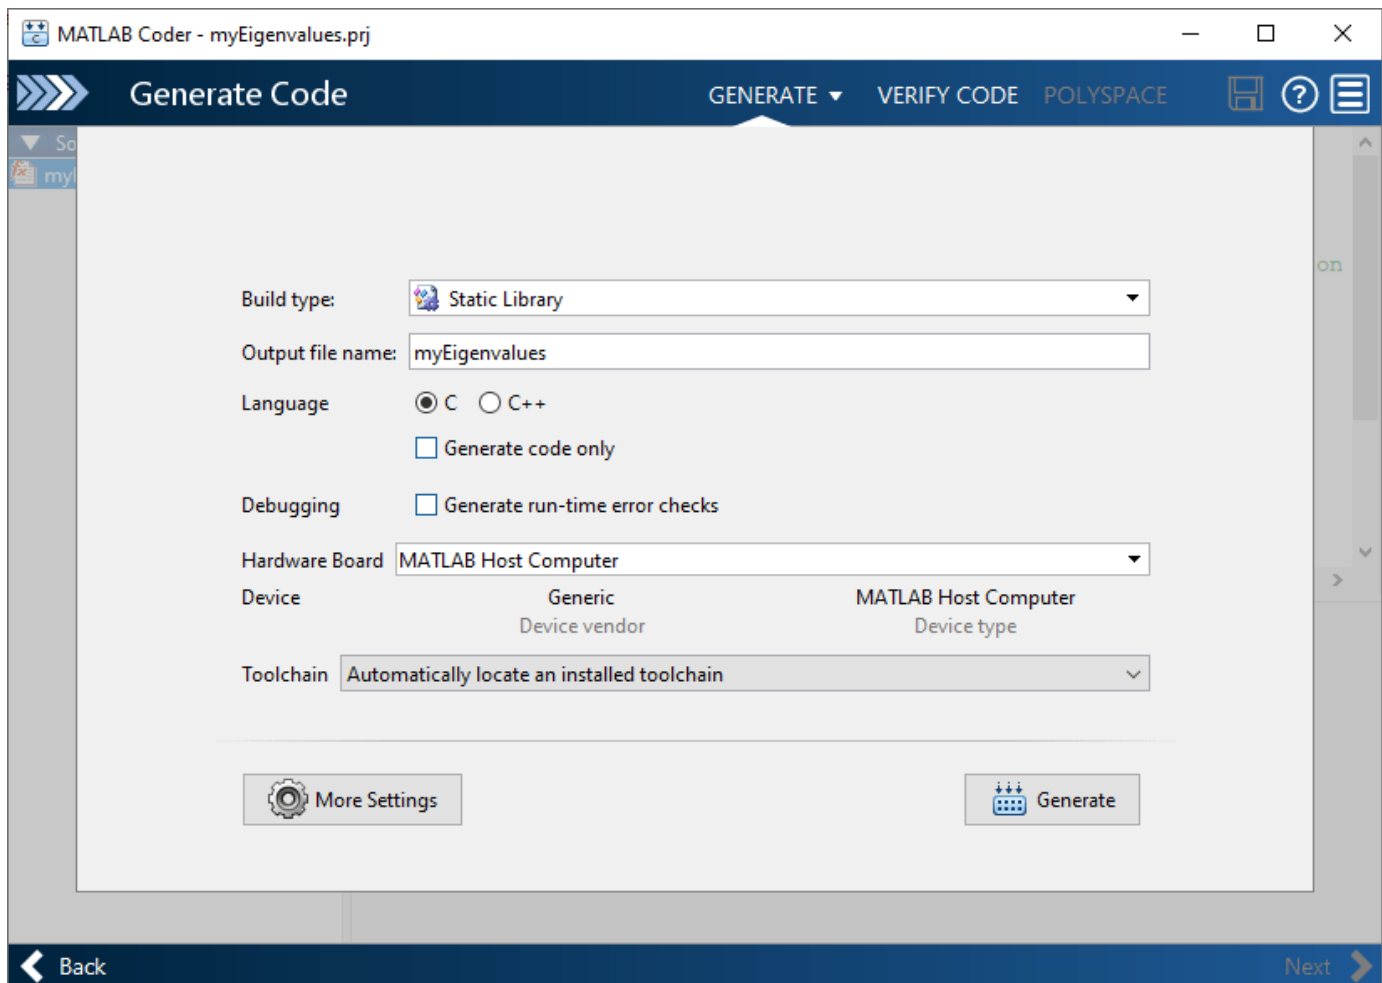 MATLAB Coder - myEigenvalues.prj
Generate Code
GENERATE VERIFY CODE POLYSPACE
on
Build type: Static Library
Output file name: myEigenvalues
Language C C++
Generate code only
Debugging Generate run-time error checks
Hardware Board MATLAB Host Computer
Device Generic MATLAB Host Computer
Device vendor Device type
Toolchain Automatically locate an installed toolchain
More Settings Generate
Back Next